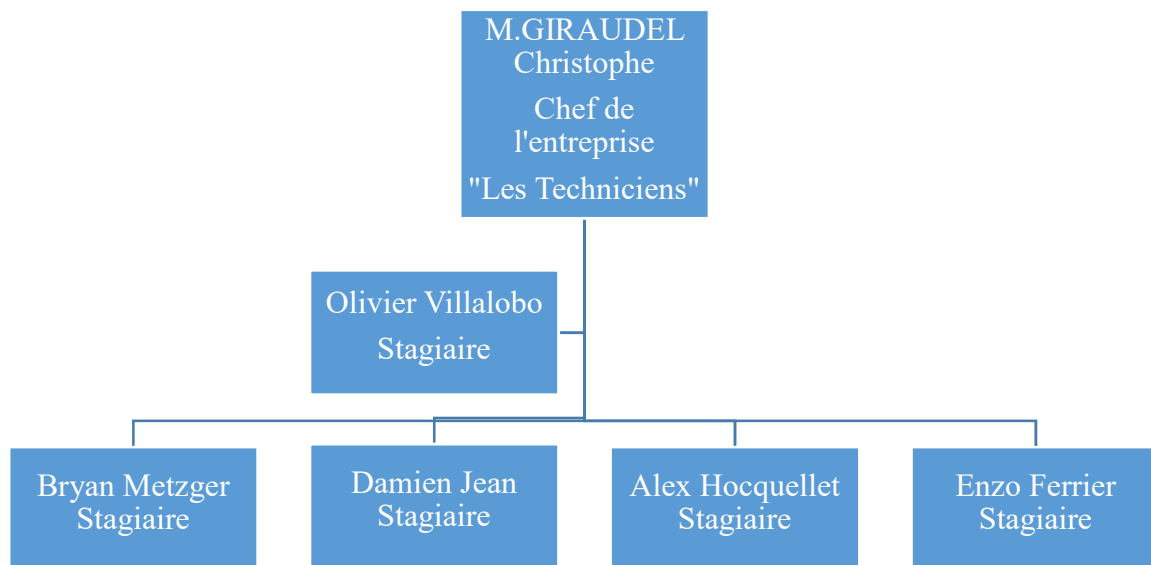 M.GIRAUDEL
Christophe
Chef de
l'entreprise
"Les Techniciens"
Olivier Villalobo
Stagiaire
Bryan Metzger
Stagiaire
Damien Jean
Stagiaire
Alex Hocquellet
Stagiaire
Enzo Ferrier
Stagiaire